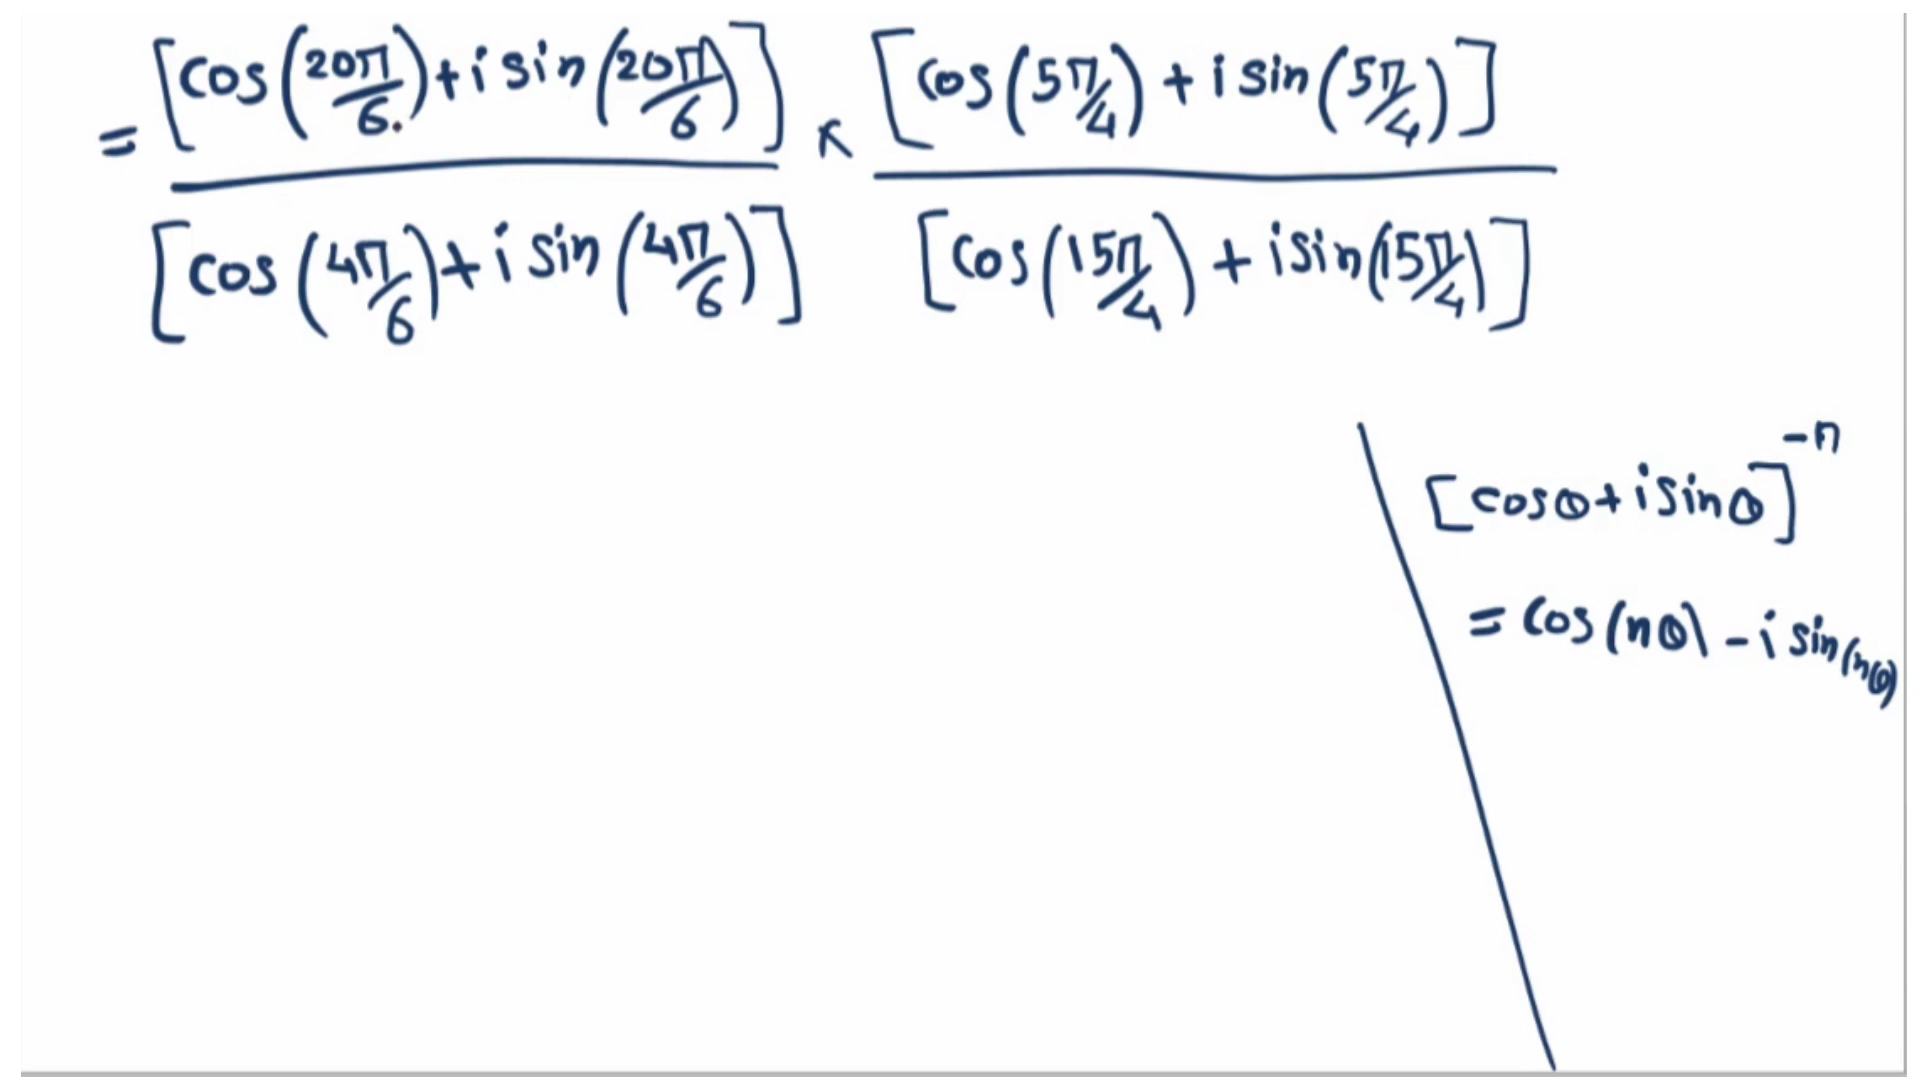 = [cos(20π/6) + i sin(20π/6)] / [cos(4π/6) + i sin(4π/6)] × [cos(5π/4) + i sin(5π/4)] / [cos(15π/4) + i sin(15π/4)]
[cosθ + i sinθ]^-n
= cos(nθ) - i sin(nθ)